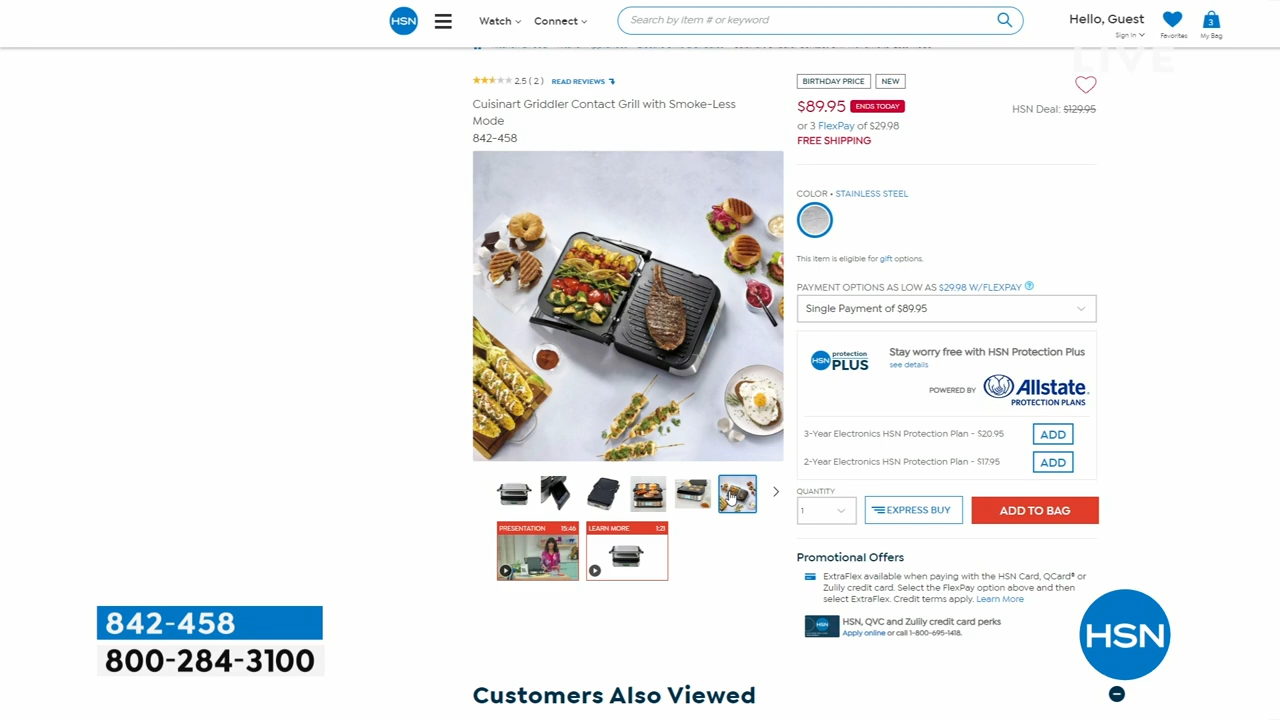 HSN
Watch
Connect
Search by item # or keyword
Hello, Guest
Sign in
Favorites
3
My Bag
LIVE
2.5 ( 2 ) READ REVIEWS
Cuisinart Griddler Contact Grill with Smoke-Less
Mode
842-458
BIRTHDAY PRICE NEW
$89.95 ENDS TODAY
HSN Deal: $129.95
or 3 FlexPay of $29.98
FREE SHIPPING
COLOR • STAINLESS STEEL
This item is eligible for gift options.
PAYMENT OPTIONS AS LOW AS $29.98 W/FLEXPAY
Single Payment of $89.95
HSN protection PLUS
Stay worry free with HSN Protection Plus
see details
POWERED BY Allstate.
PROTECTION PLANS
3-Year Electronics HSN Protection Plan - $20.95 ADD
2-Year Electronics HSN Protection Plan - $17.95 ADD
QUANTITY
1
EXPRESS BUY
ADD TO BAG
PRESENTATION 15:46
LEARN MORE 1:21
Promotional Offers
ExtraFlex available when paying with the HSN Card, QCard® or
Zulily credit card. Select the FlexPay option above and then
select ExtraFlex. Credit terms apply. Learn More
HSN, QVC and Zulily credit card perks
Apply online or call 1-800-695-1418.
842-458
800-284-3100
HSN
Customers Also Viewed